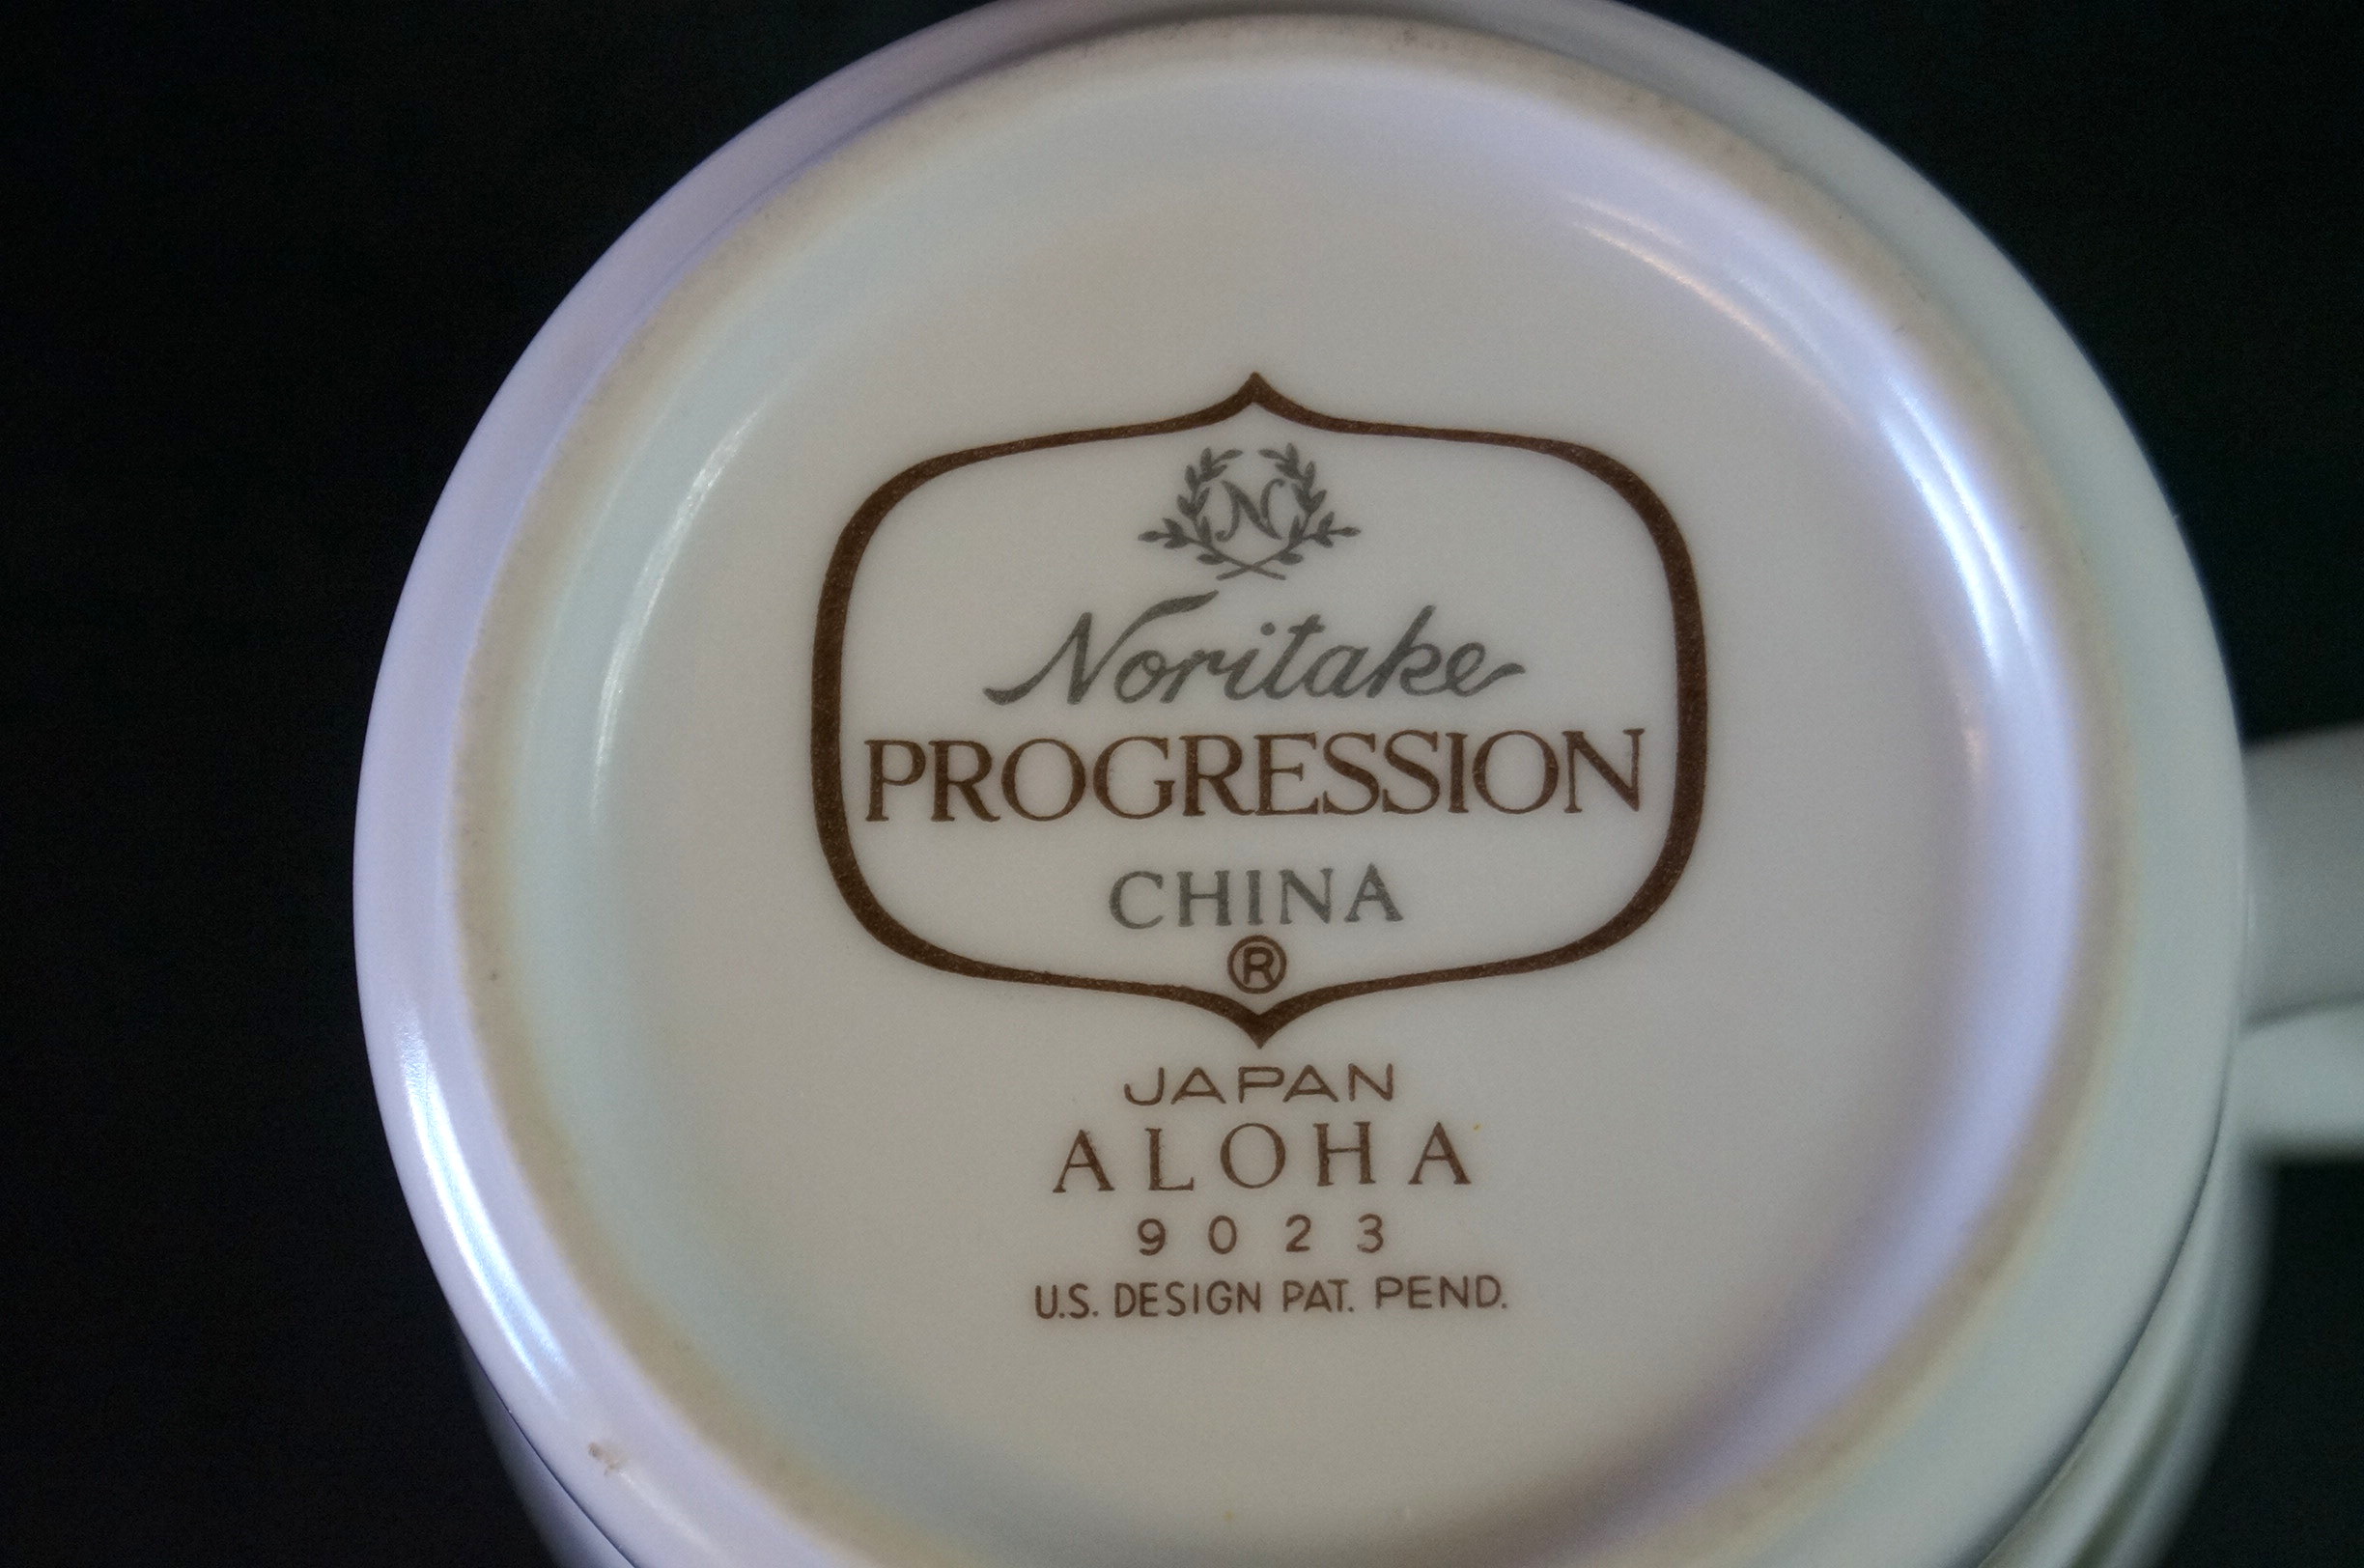 N
Noritake
PROGRESSION
CHINA
®
JAPAN
ALOHA
9023
U.S. DESIGN PAT. PEND.